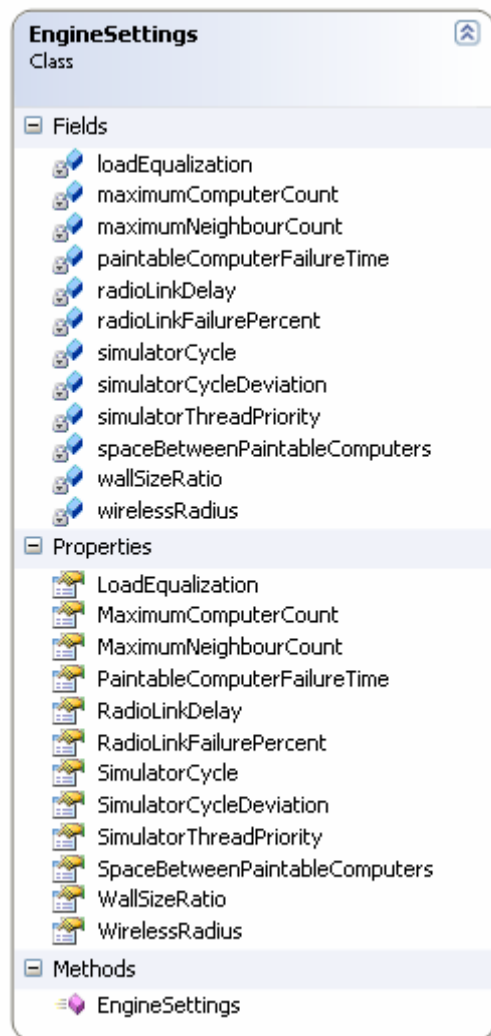 EngineSettings
Class
Fields
loadEqualization
maximumComputerCount
maximumNeighbourCount
paintableComputerFailureTime
radioLinkDelay
radioLinkFailurePercent
simulatorCycle
simulatorCycleDeviation
simulatorThreadPriority
spaceBetweenPaintableComputers
wallSizeRatio
wirelessRadius
Properties
LoadEqualization
MaximumComputerCount
MaximumNeighbourCount
PaintableComputerFailureTime
RadioLinkDelay
RadioLinkFailurePercent
SimulatorCycle
SimulatorCycleDeviation
SimulatorThreadPriority
SpaceBetweenPaintableComputers
WallSizeRatio
WirelessRadius
Methods
EngineSettings